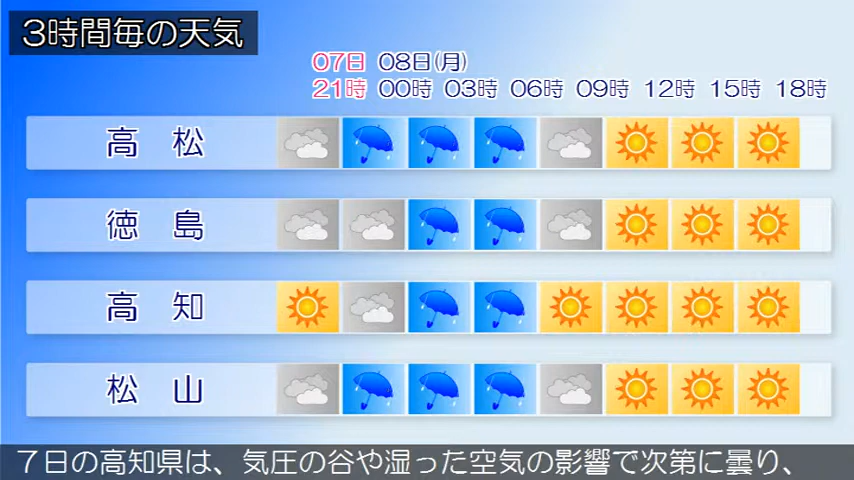 3時間毎の天気
07日 08日(月)
21時 00時 03時 06時 09時 12時 15時 18時
高松
徳島
高知
松山
7日の高知県は、気圧の谷や湿った空気の影響で次第に曇り、